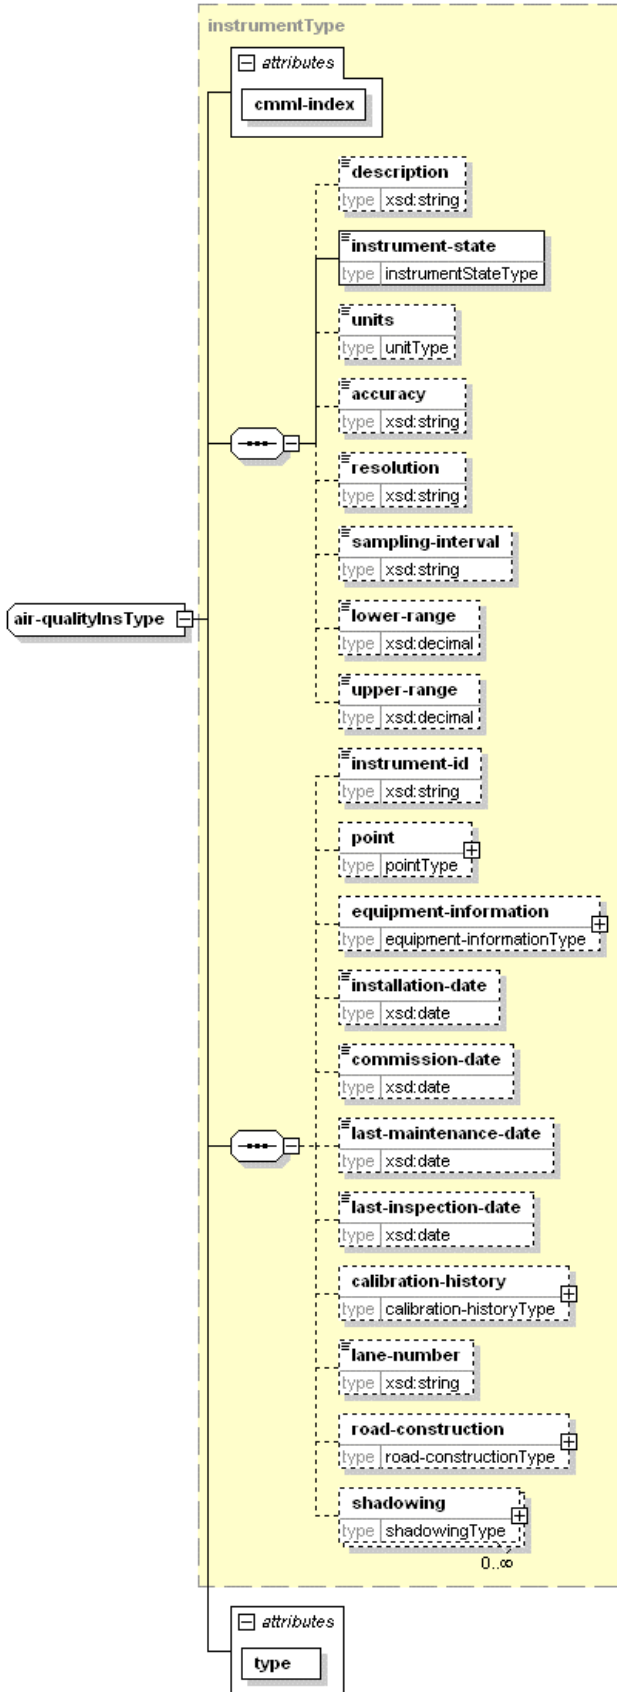 instrumentType
attributes
cmml-index
description
type xsd:string
instrument-state
type instrumentStateType
units
type unitType
accuracy
type xsd:string
resolution
type xsd:string
sampling-interval
type xsd:string
air-qualityInsType
lower-range
type xsd:decimal
upper-range
type xsd:decimal
instrument-id
type xsd:string
point
type pointType
equipment-information
type equipment-informationType
installation-date
type xsd:date
commission-date
type xsd:date
last-maintenance-date
type xsd:date
last-inspection-date
type xsd:date
calibration-history
type calibration-historyType
lane-number
type xsd:string
road-construction
type road-constructionType
shadowing
type shadowingType
0..∞
attributes
type